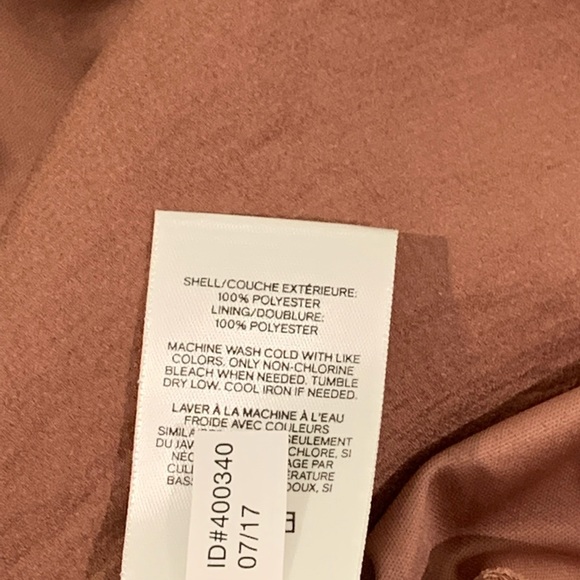 SHELL/COUCHE EXTÉRIEURE:
100% POLYESTER
LINING/DOUBLURE:
100% POLYESTER
MACHINE WASH COLD WITH LIKE
COLORS. ONLY NON-CHLORINE
BLEACH WHEN NEEDED. TUMBLE
DRY LOW. COOL IRON IF NEEDED.
LAVER À LA MACHINE À L'EAU
FROIDE AVEC COULEURS
SEULEMENT
DU CHLORE, SI
PAR
DOUX, SI
ID#400340
07/17